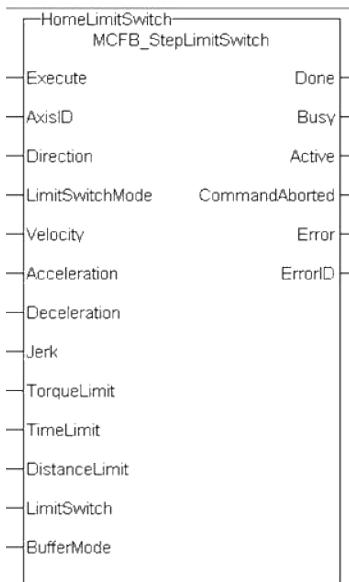 HomeLimitSwitch
MCFB_StepLimitSwitch
Execute Done
AxisID Busy
Direction Active
LimitSwitchMode CommandAborted
Velocity Error
Acceleration ErrorID
Deceleration
Jerk
TorqueLimit
TimeLimit
DistanceLimit
LimitSwitch
BufferMode